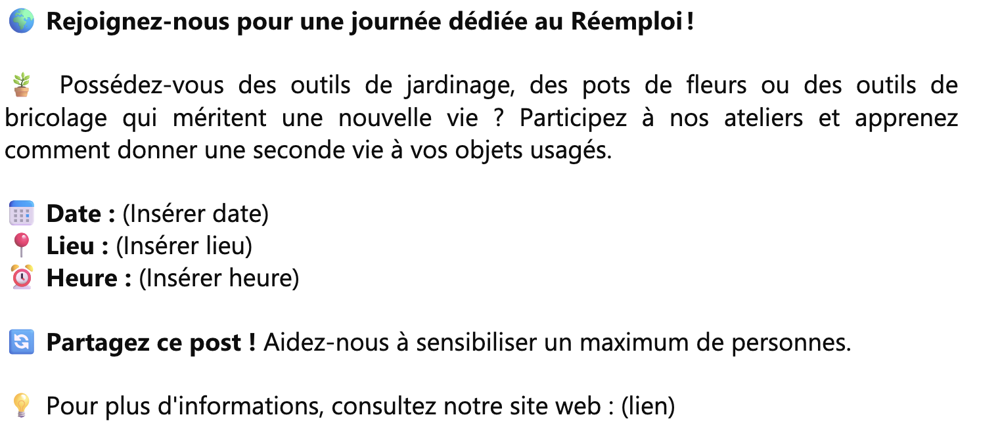 🌍 Rejoignez-nous pour une journée dédiée au Réemploi !
🪴 Possédez-vous des outils de jardinage, des pots de fleurs ou des outils de
bricolage qui méritent une nouvelle vie ? Participez à nos ateliers et apprenez
comment donner une seconde vie à vos objets usagés.
📅 Date : (Insérer date)
📍 Lieu : (Insérer lieu)
⏰ Heure : (Insérer heure)
🔄 Partagez ce post ! Aidez-nous à sensibiliser un maximum de personnes.
💡 Pour plus d'informations, consultez notre site web : (lien)